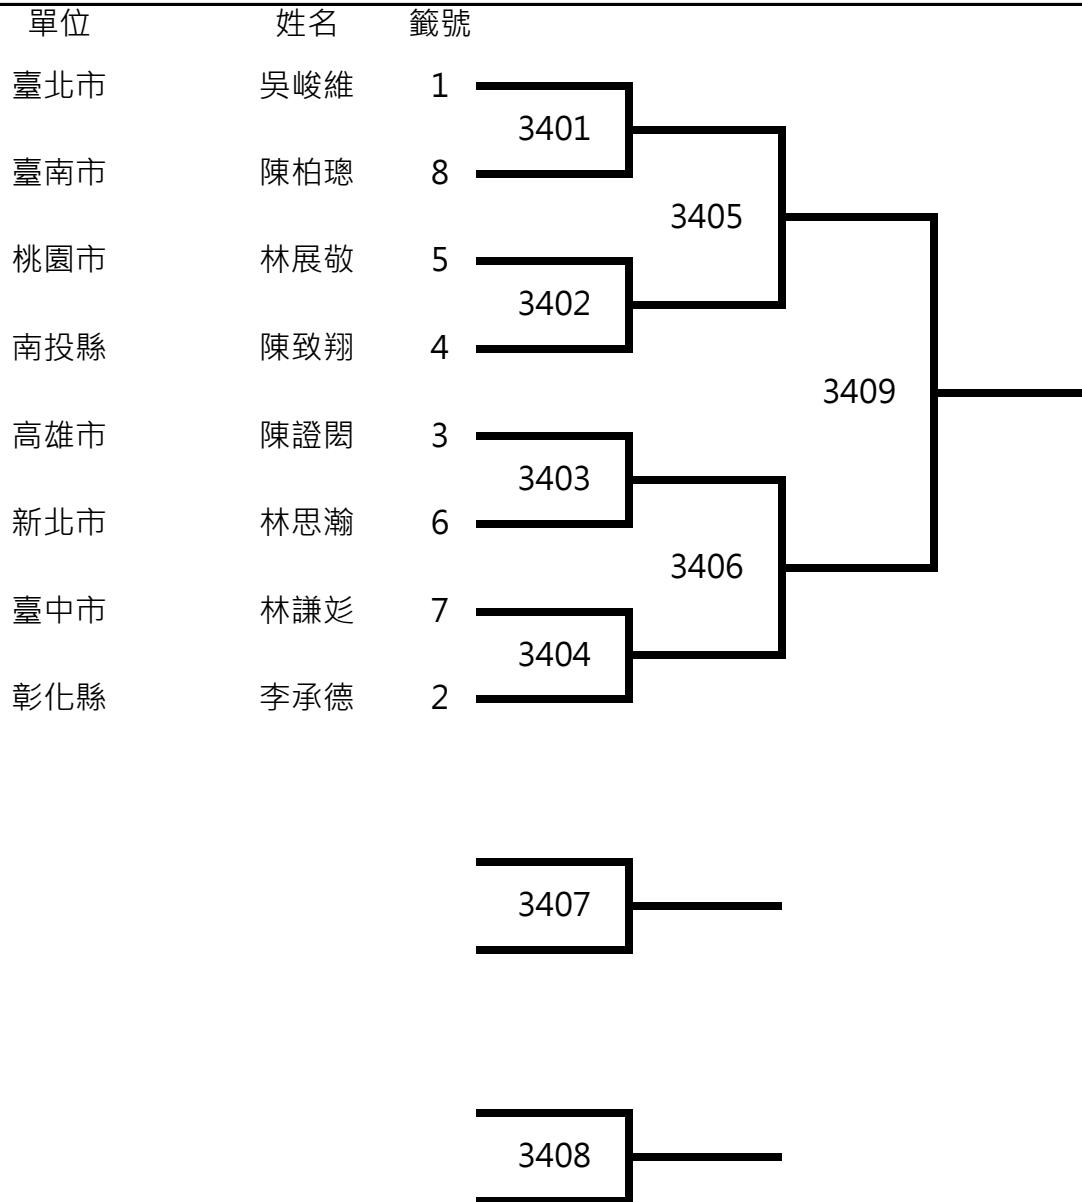 單位 姓名 籤號
臺北市 吳峻維 1
3401
臺南市 陳柏璁 8
3405
桃園市 林展敬 5
3402
南投縣 陳致翔 4
3409
高雄市 陳證閎 3
3403
新北市 林思瀚 6
3406
臺中市 林謙彣 7
3404
彰化縣 李承德 2
3407
3408